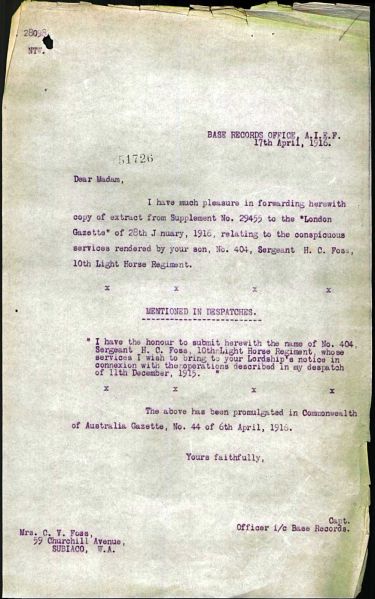 28098
NTW.
BASE RECORDS OFFICE, A.I.E.F.
17th April, 1916.
51726
Dear Madam,
I have much pleasure in forwarding herewith
copy of extract from Supplement No. 29455 to the "London
Gazette" of 28th J nuary, 1916, relating to the conspicuous
services rendered by your son, No. 404, Sergeant H. C. Foss,
10th Light Horse Regiment.
x x x x
MENTIONED IN DESPATCHES.
" I have the honour to submit herewith the name of No. 404,
Sergeant H. C. Foss, 10th Light Horse Regiment, whose
services I wish to bring to your Lordship's notice in
connexion with the operations described in my despatch
of 11th December, 1915. "
x x x x
The above has been promulgated in Commonwealth
of Australia Gazette, No. 44 of 6th April, 1916.
Yours faithfully,
Capt.
Officer i/c Base Records.
Mrs. C. V. Foss,
59 Churchill Avenue,
SUBIACO, W.A.